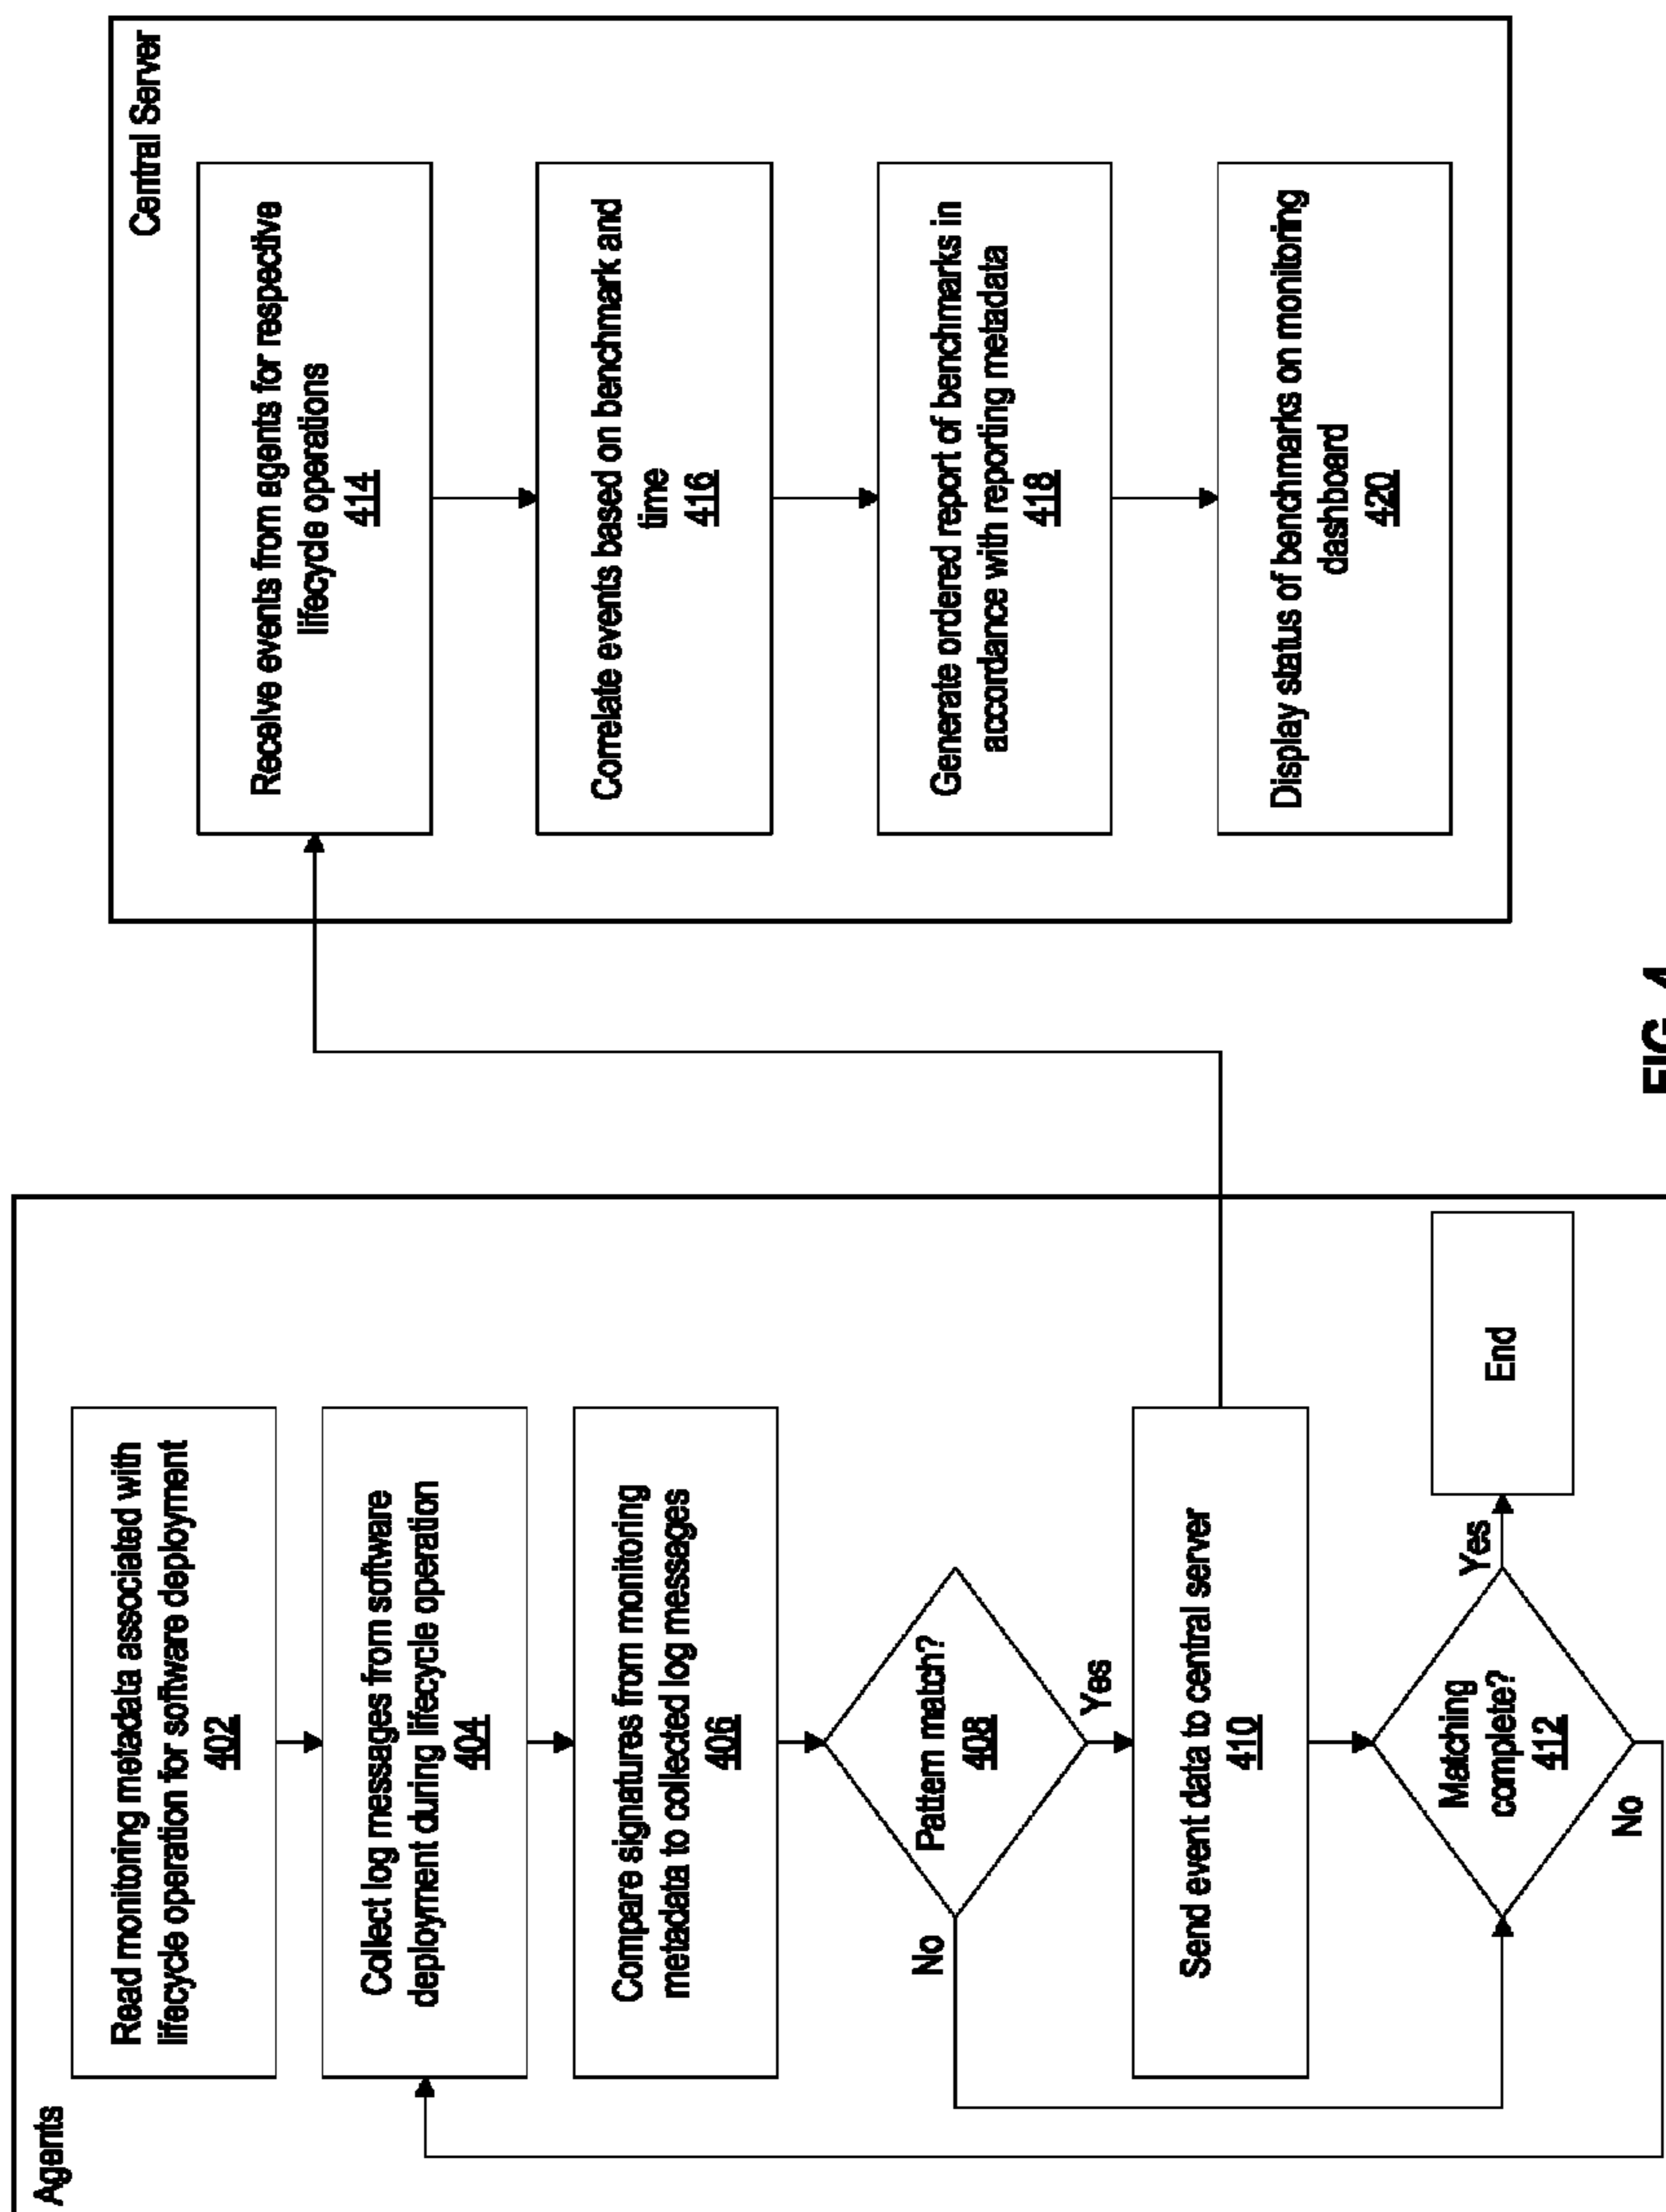 Agents
Read monitoring metadata associated with
lifecycle operation for software deployment
402
Collect log messages from software
deployment during lifecycle operation
404
Compare signatures from monitoring
metadata to collected log messages
406
Pattern match?
408
No
Yes
Send event data to central server
410
Matching
complete?
412
Yes
No
End
Central Server
Receive events from agents for respective
lifecycle operations
414
Correlate events based on benchmark and
time
416
Generate ordered report of benchmarks in
accordance with reporting metadata
418
Display status of benchmarks on monitoring
dashboard
420
FIG. 4